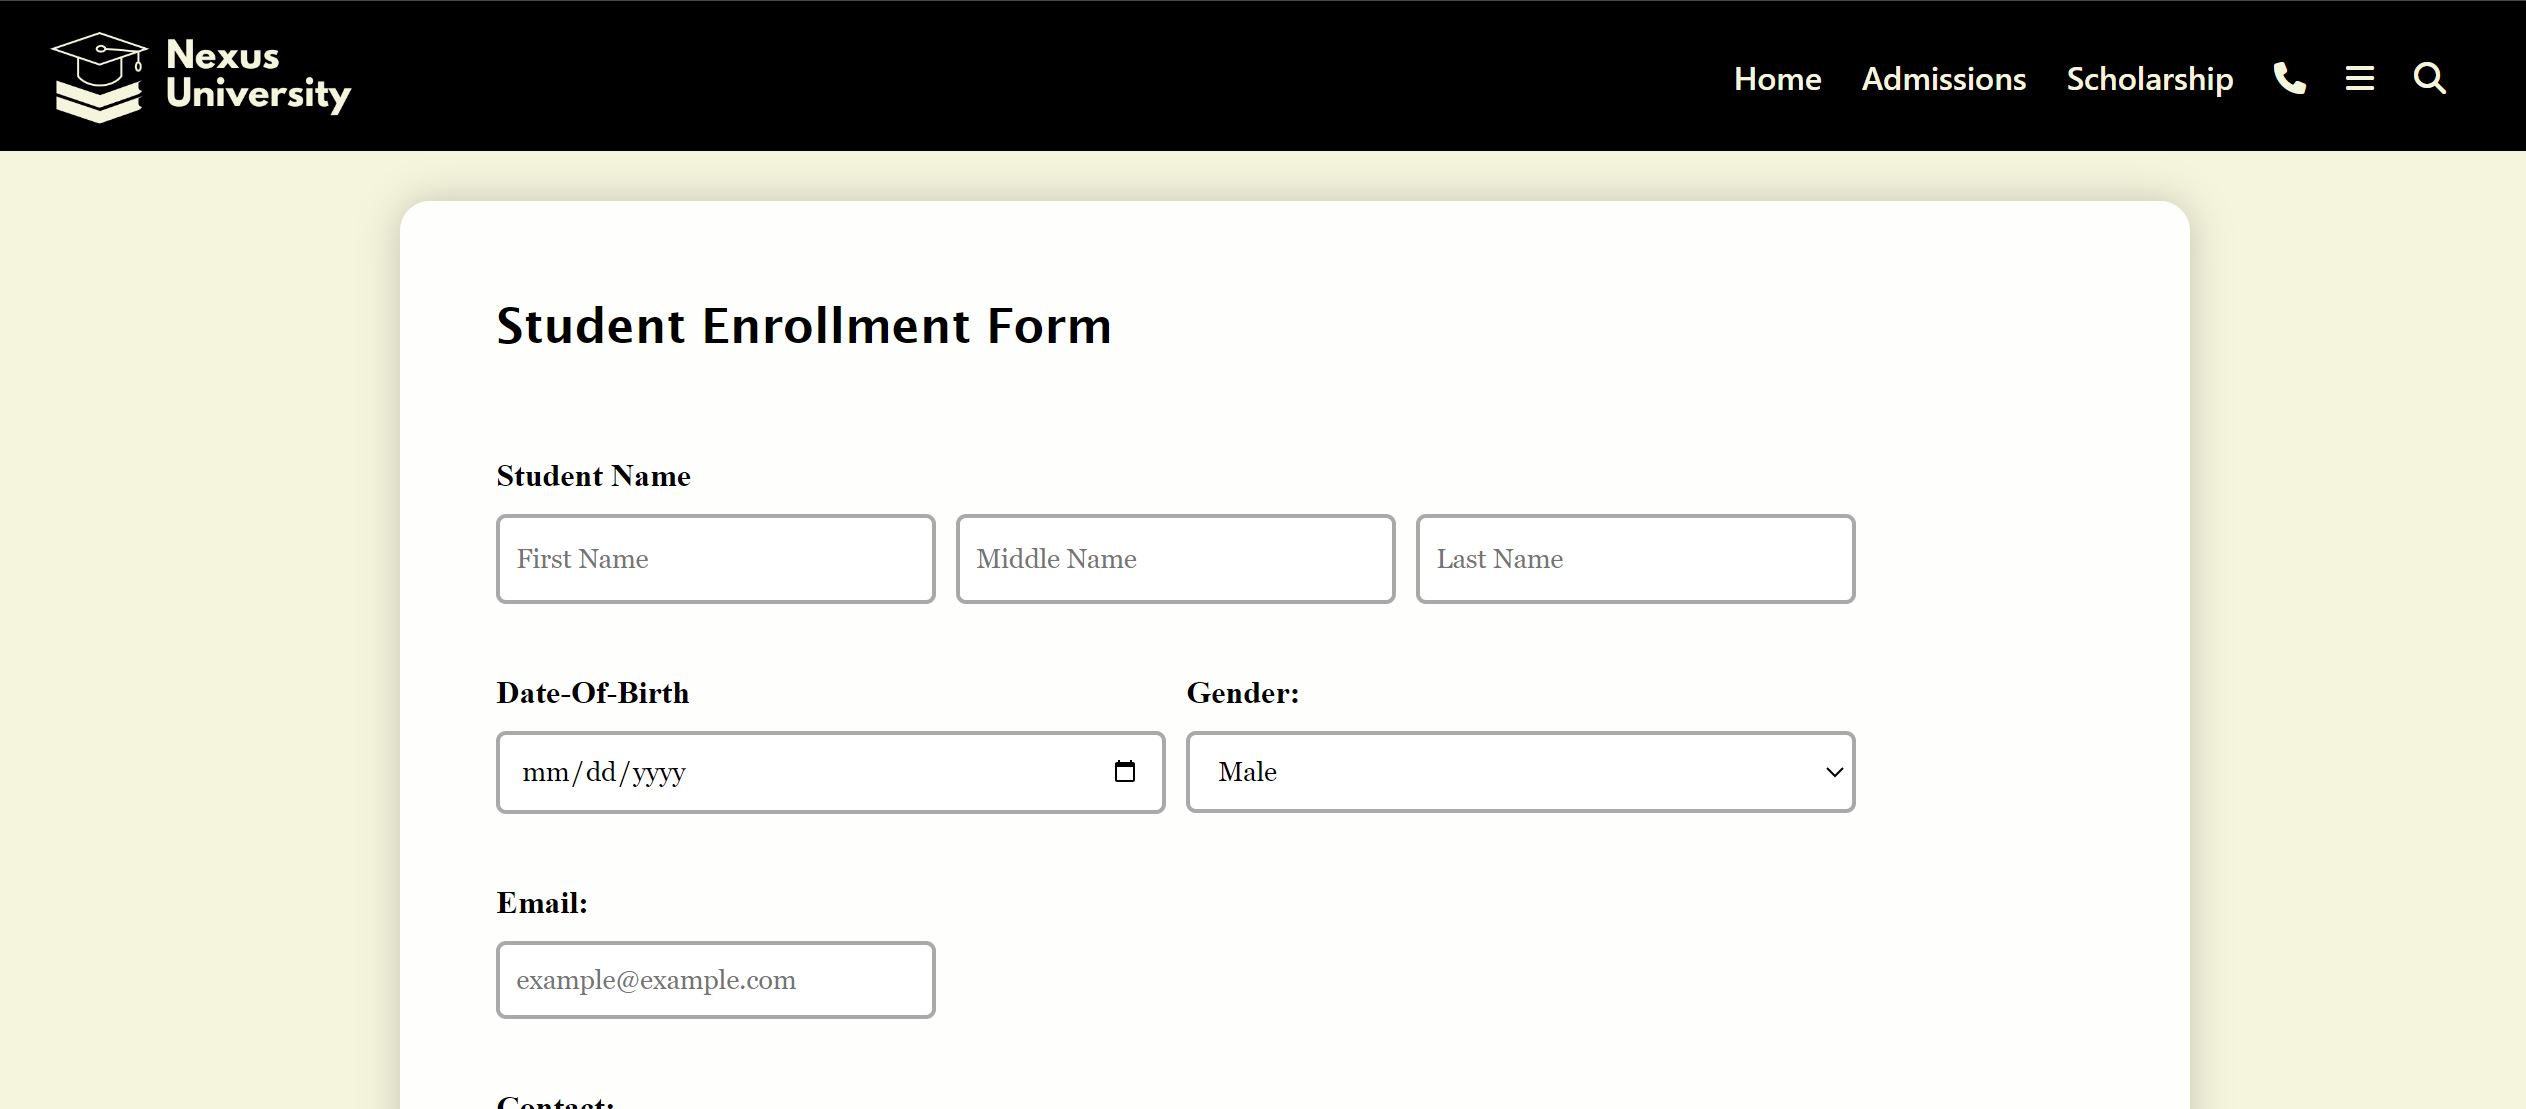 Nexus
University
Home Admissions Scholarship
Student Enrollment Form
Student Name
First Name Middle Name Last Name
Date-Of-Birth Gender:
mm/dd/yyyy Male
Email:
example@example.com
Contact: